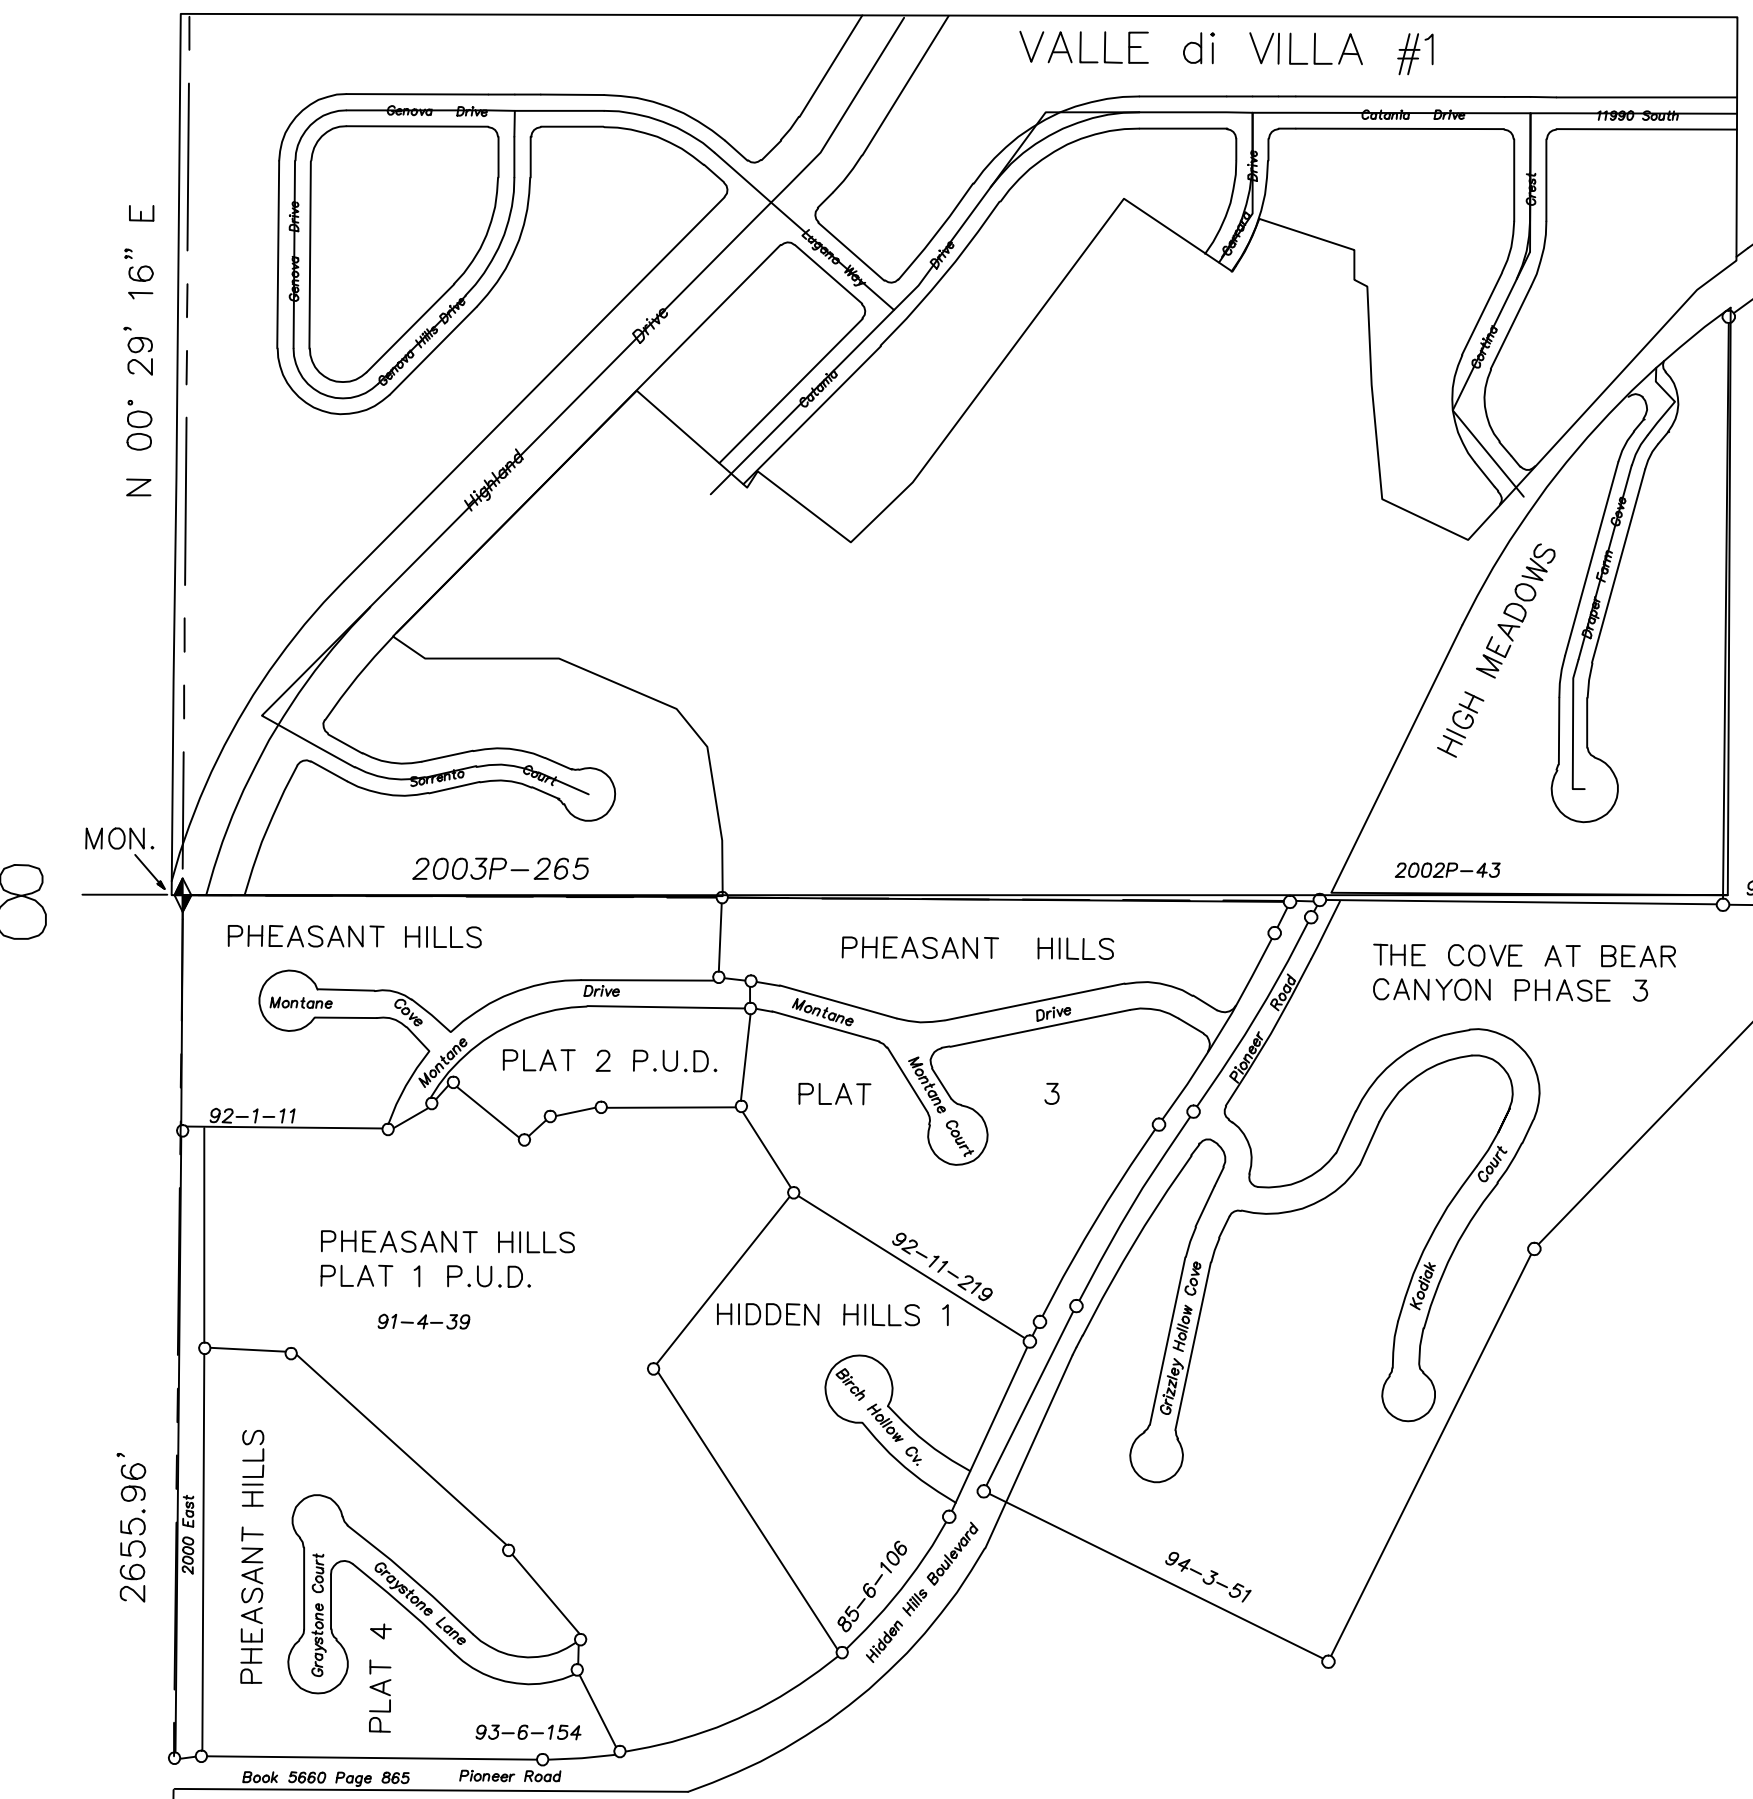 VALLE di VILLA #1
Genova Drive
Catania Drive
11990 South
Genova Drive
Genova Hills Drive
Lugano Way
Drive
Carrara Drive
Cortina Crest
Highland Drive
Catania
N 00° 29' 16" E
Draper Farm Cove
HIGH MEADOWS
Sorrento Court
MON.
8
2003P-265
2002P-43
PHEASANT HILLS
PHEASANT HILLS
THE COVE AT BEAR
CANYON PHASE 3
Montane Cove
Montane Drive
Montane Drive
Pioneer Road
PLAT 2 P.U.D.
PLAT 3
Montane Court
92-1-11
Kodiak Court
PHEASANT HILLS
PLAT 1 P.U.D.
91-4-39
92-11-219
HIDDEN HILLS 1
Grizzley Hollow Cove
Birch Hollow Cv.
2655.96'
2000 East
PHEASANT HILLS
PLAT 4
Graystone Court
Graystone Lane
85-6-106
Hidden Hills Boulevard
94-3-51
93-6-154
Book 5660 Page 865
Pioneer Road